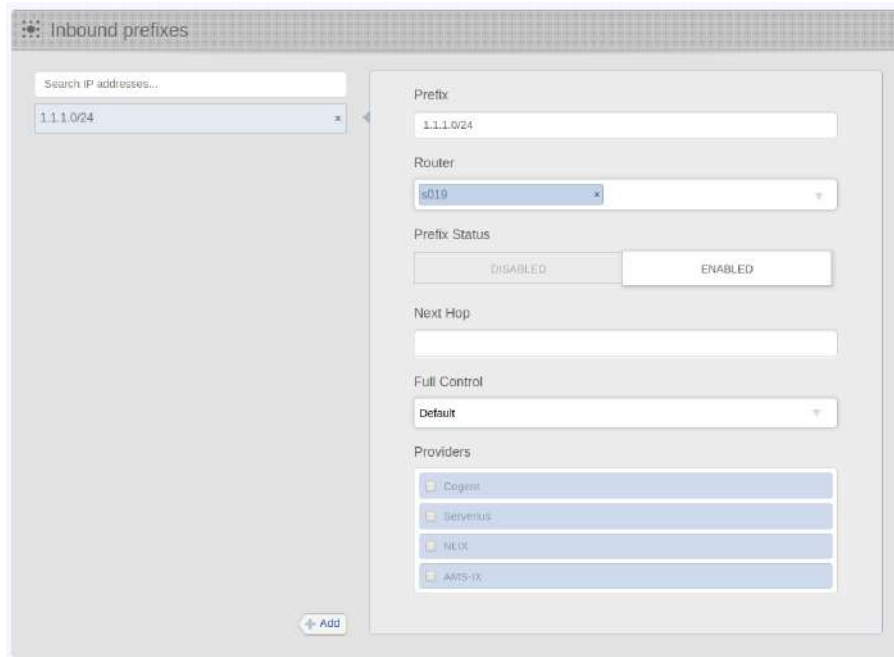 Inbound prefixes
Search IP addresses...
1.1.1.0/24 x
Prefix
1.1.1.0/24
Router
s019 x
Prefix Status
DISABLED ENABLED
Next Hop
Full Control
Default
Providers
Cogent
Serverius
NLIX
AMS-IX
Add